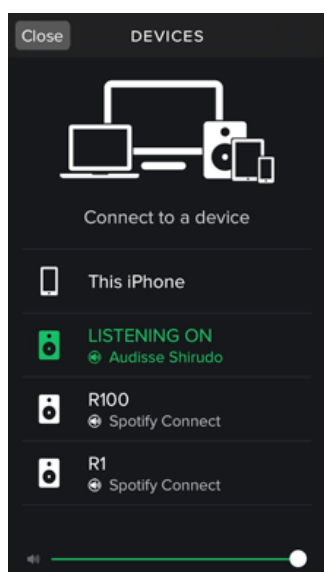 Close
DEVICES
Connect to a device
This iPhone
LISTENING ON
Audisse Shirudo
R100
Spotify Connect
R1
Spotify Connect